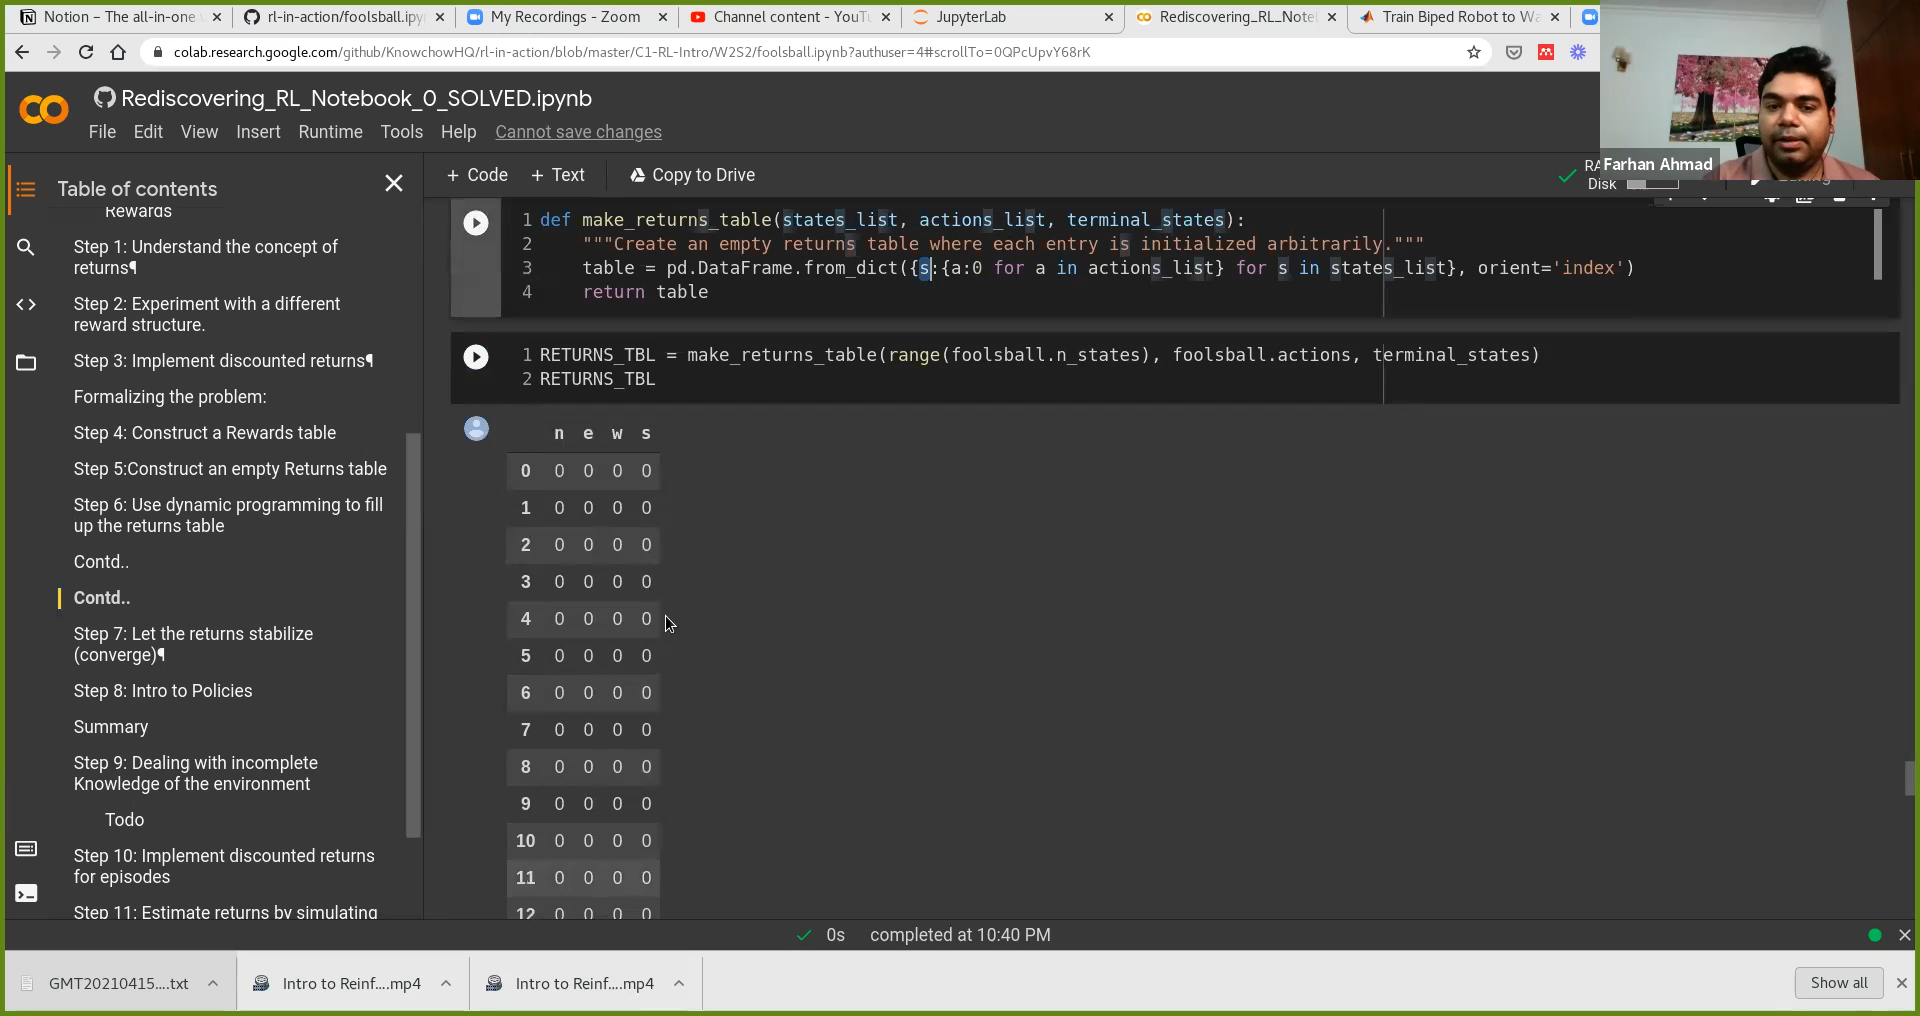 Notion – The all-in-one
rl-in-action/foolsball.ipy
My Recordings - Zoom
Channel content - YouT
JupyterLab
Rediscovering_RL_Note
Train Biped Robot to Wa
colab.research.google.com/github/KnowchowHQ/rl-in-action/blob/master/C1-RL-Intro/W2S2/foolsball.ipynb?authuser=4#scrollTo=0QPcUpvY68rK
Rediscovering_RL_Notebook_0_SOLVED.ipynb
File Edit View Insert Runtime Tools Help Cannot save changes
Farhan Ahmad
+ Code + Text Copy to Drive
Disk
Table of contents
Rewards
Step 1: Understand the concept of
returns¶
Step 2: Experiment with a different
reward structure.
Step 3: Implement discounted returns¶
Formalizing the problem:
Step 4: Construct a Rewards table
Step 5:Construct an empty Returns table
Step 6: Use dynamic programming to fill
up the returns table
Contd..
Contd..
Step 7: Let the returns stabilize
(converge)¶
Step 8: Intro to Policies
Summary
Step 9: Dealing with incomplete
Knowledge of the environment
Todo
Step 10: Implement discounted returns
for episodes
Step 11: Estimate returns by simulating
1 def make_returns_table(states_list, actions_list, terminal_states):
2 """Create an empty returns table where each entry is initialized arbitrarily."""
3 table = pd.DataFrame.from_dict({s:{a:0 for a in actions_list} for s in states_list}, orient='index')
4 return table
1 RETURNS_TBL = make_returns_table(range(foolsball.n_states), foolsball.actions, terminal_states)
2 RETURNS_TBL
n e w s
0 0 0 0 0
1 0 0 0 0
2 0 0 0 0
3 0 0 0 0
4 0 0 0 0
5 0 0 0 0
6 0 0 0 0
7 0 0 0 0
8 0 0 0 0
9 0 0 0 0
10 0 0 0 0
11 0 0 0 0
12 0 0 0 0
0s completed at 10:40 PM
GMT20210415....txt
Intro to Reinf....mp4
Intro to Reinf....mp4
Show all